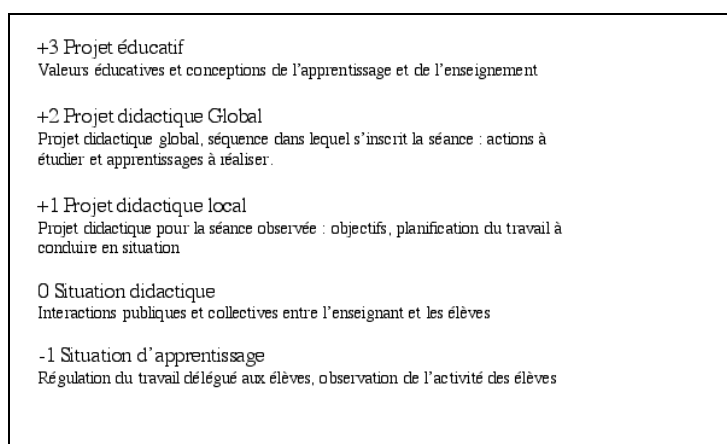 +3 Projet éducatif
Valeurs éducatives et conceptions de l'apprentissage et de l'enseignement
+2 Projet didactique Global
Projet didactique global, séquence dans lequel s'inscrit la séance : actions à
étudier et apprentissages à réaliser.
+1 Projet didactique local
Projet didactique pour la séance observée : objectifs, planification du travail à
conduire en situation
0 Situation didactique
Interactions publiques et collectives entre l'enseignant et les élèves
-1 Situation d'apprentissage
Régulation du travail délégué aux élèves, observation de l'activité des élèves